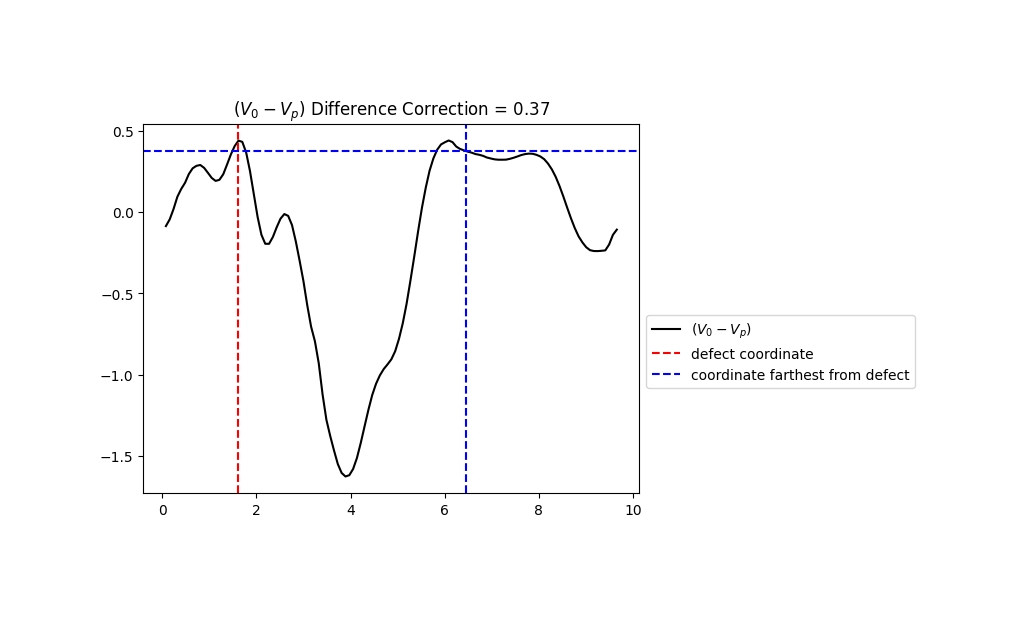 (V₀ − Vₚ) Difference Correction = 0.37
0.5
0.0
−0.5
−1.0
−1.5
0 2 4 6 8 10
(V₀ − Vₚ)
defect coordinate
coordinate farthest from defect